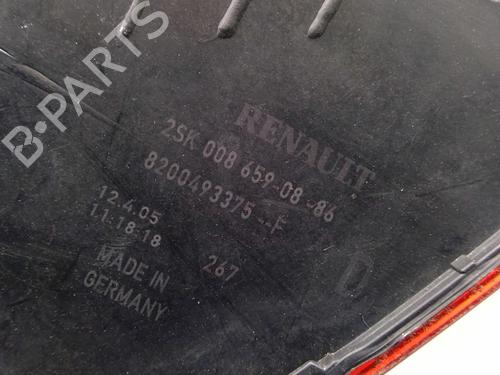 B-PARTS
RENAULT
2SK 008 659-08-86
8200493375--F
12.4.05
11:18:18
MADE IN
GERMANY
267
D